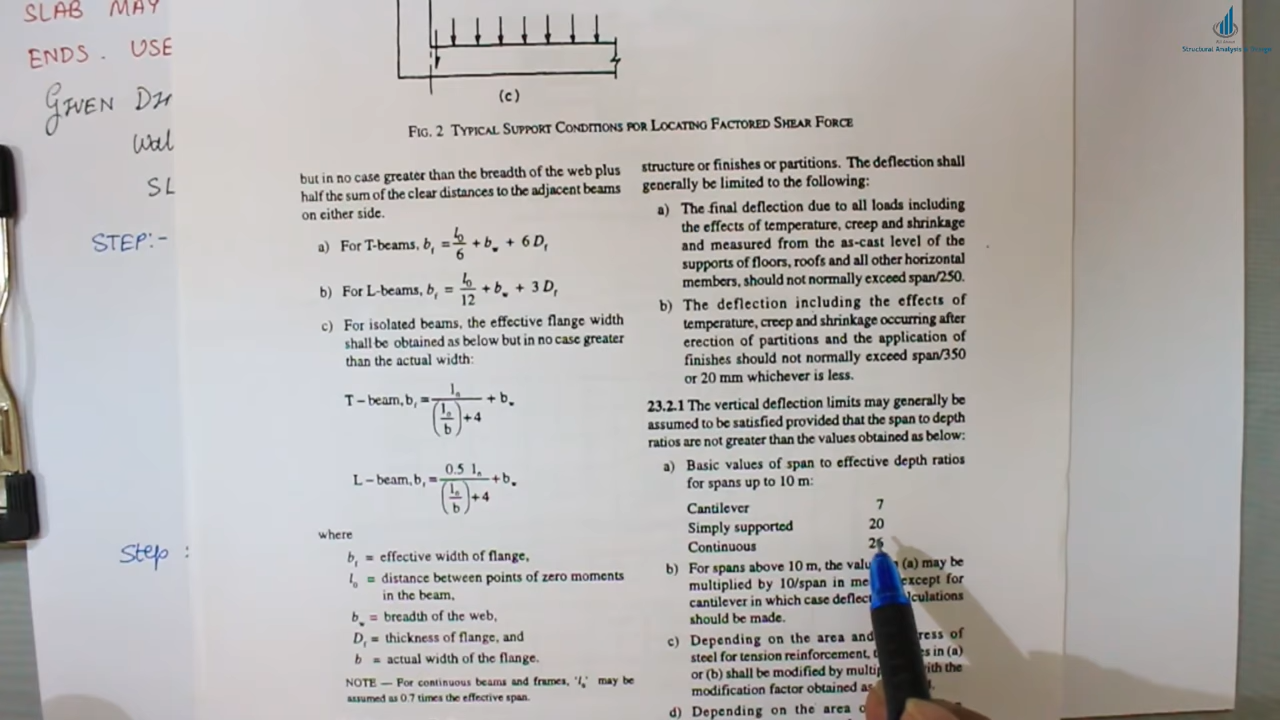 SLAB MAY
ENDS. USE
GIVEN
STEP:-
Step :
Structural Analysis & Design
(c)
FIG. 2 TYPICAL SUPPORT CONDITIONS FOR LOCATING FACTORED SHEAR FORCE
but in no case greater than the breadth of the web plus
half the sum of the clear distances to the adjacent beams
on either side.
a) For T-beams, b_f = l_0/6 + b_w + 6 D_f
b) For L-beams, b_f = l_0/12 + b_w + 3 D_f
c) For isolated beams, the effective flange width
shall be obtained as below but in no case greater
than the actual width:
T – beam, b_f = l_0/((l_0/b)+4) + b_w
L – beam, b_f = 0.5 l_0/((l_0/b)+4) + b_w
where
b_f = effective width of flange,
l_0 = distance between points of zero moments
in the beam,
b_w = breadth of the web,
D_f = thickness of flange, and
b = actual width of the flange.
NOTE — For continuous beams and frames, 'l_0' may be
assumed as 0.7 times the effective span.
structure or finishes or partitions. The deflection shall
generally be limited to the following:
a) The final deflection due to all loads including
the effects of temperature, creep and shrinkage
and measured from the as-cast level of the
supports of floors, roofs and all other horizontal
members, should not normally exceed span/250.
b) The deflection including the effects of
temperature, creep and shrinkage occurring after
erection of partitions and the application of
finishes should not normally exceed span/350
or 20 mm whichever is less.
23.2.1 The vertical deflection limits may generally be
assumed to be satisfied provided that the span to depth
ratios are not greater than the values obtained as below:
a) Basic values of span to effective depth ratios
for spans up to 10 m:
Cantilever 7
Simply supported 20
Continuous 26
b) For spans above 10 m, the (a) may be
multiplied by 10/span in except for
cantilever in which case calculations
should be made.
c) Depending on the area and of
steel for tension reinforcement, in (a)
or (b) shall be modified by with the
modification factor obtained as
d) Depending on the area